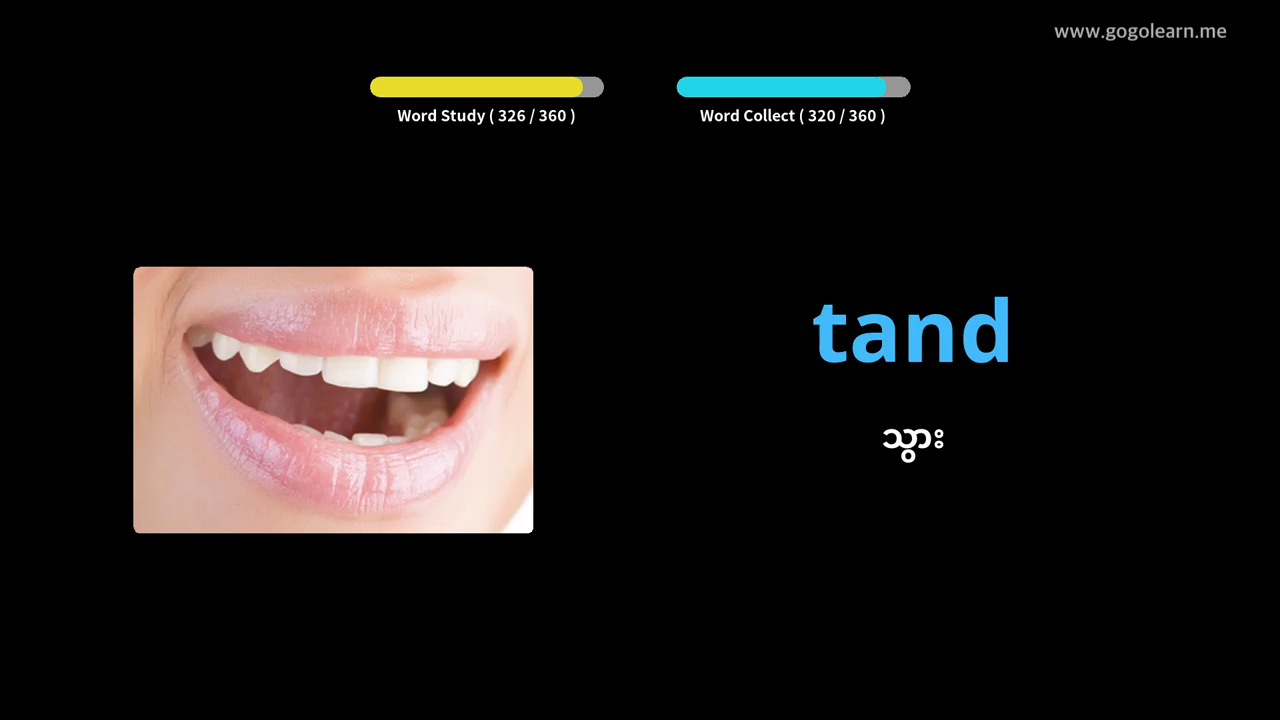 www.gogolearn.me
Word Study ( 326 / 360 )
Word Collect ( 320 / 360 )
tand
သွား